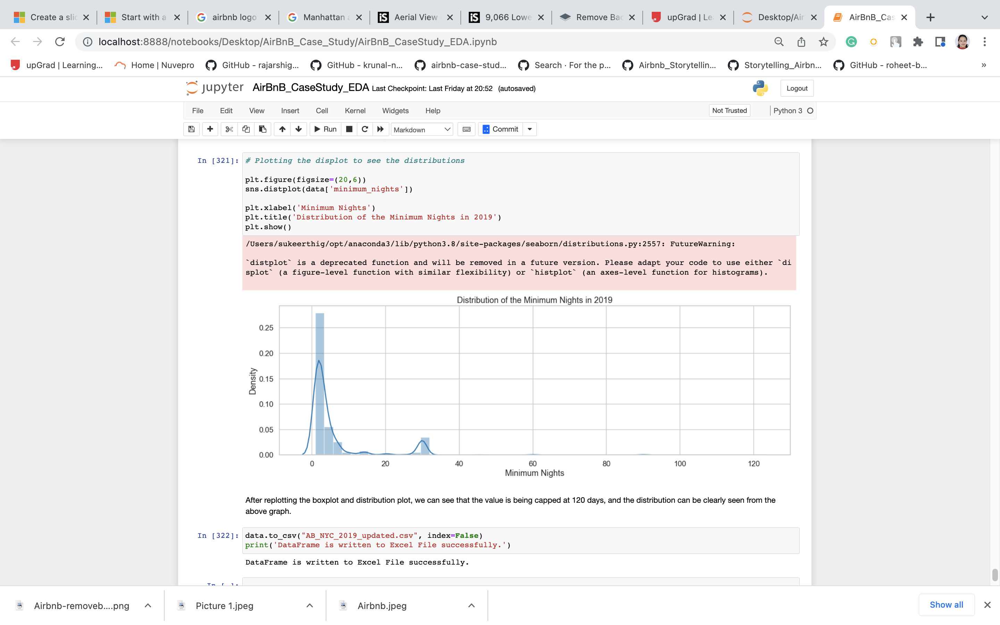 Create a slic
Start with a
airbnb logo
Manhattan a
Aerial View
9,066 Lowe
Remove Bac
upGrad | Le
Desktop/Air
AirBnB_Cas
localhost:8888/notebooks/Desktop/AirBnB_Case_Study/AirBnB_CaseStudy_EDA.ipynb
upGrad | Learning...
Home | Nuvepro
GitHub - rajarshig...
GitHub - krunal-n...
airbnb-case-stud...
Search · For the p...
Airbnb_Storytellin...
Storytelling_Airbn...
GitHub - roheet-b...
»
jupyter AirBnB_CaseStudy_EDA Last Checkpoint: Last Friday at 20:52 (autosaved)
Logout
File Edit View Insert Cell Kernel Widgets Help
Not Trusted
Python 3
Run
Markdown
Commit
In [321]:
# Plotting the displot to see the distributions
plt.figure(figsize=(20,6))
sns.distplot(data['minimum_nights'])
plt.xlabel('Minimum Nights')
plt.title('Distribution of the Minimum Nights in 2019')
plt.show()
/Users/sukeerthig/opt/anaconda3/lib/python3.8/site-packages/seaborn/distributions.py:2557: FutureWarning:
`distplot` is a deprecated function and will be removed in a future version. Please adapt your code to use either `di
splot` (a figure-level function with similar flexibility) or `histplot` (an axes-level function for histograms).
Distribution of the Minimum Nights in 2019
0.25
0.20
0.15
0.10
0.05
0.00
Density
0 20 40 60 80 100 120
Minimum Nights
After replotting the boxplot and distribution plot, we can see that the value is being capped at 120 days, and the distribution can be clearly seen from the
above graph.
In [322]:
data.to_csv("AB_NYC_2019_updated.csv", index=False)
print('DataFrame is written to Excel File successfully.')
DataFrame is written to Excel File successfully.
In [ ]:
Airbnb-removeb....png
Picture 1.jpeg
Airbnb.jpeg
Show all